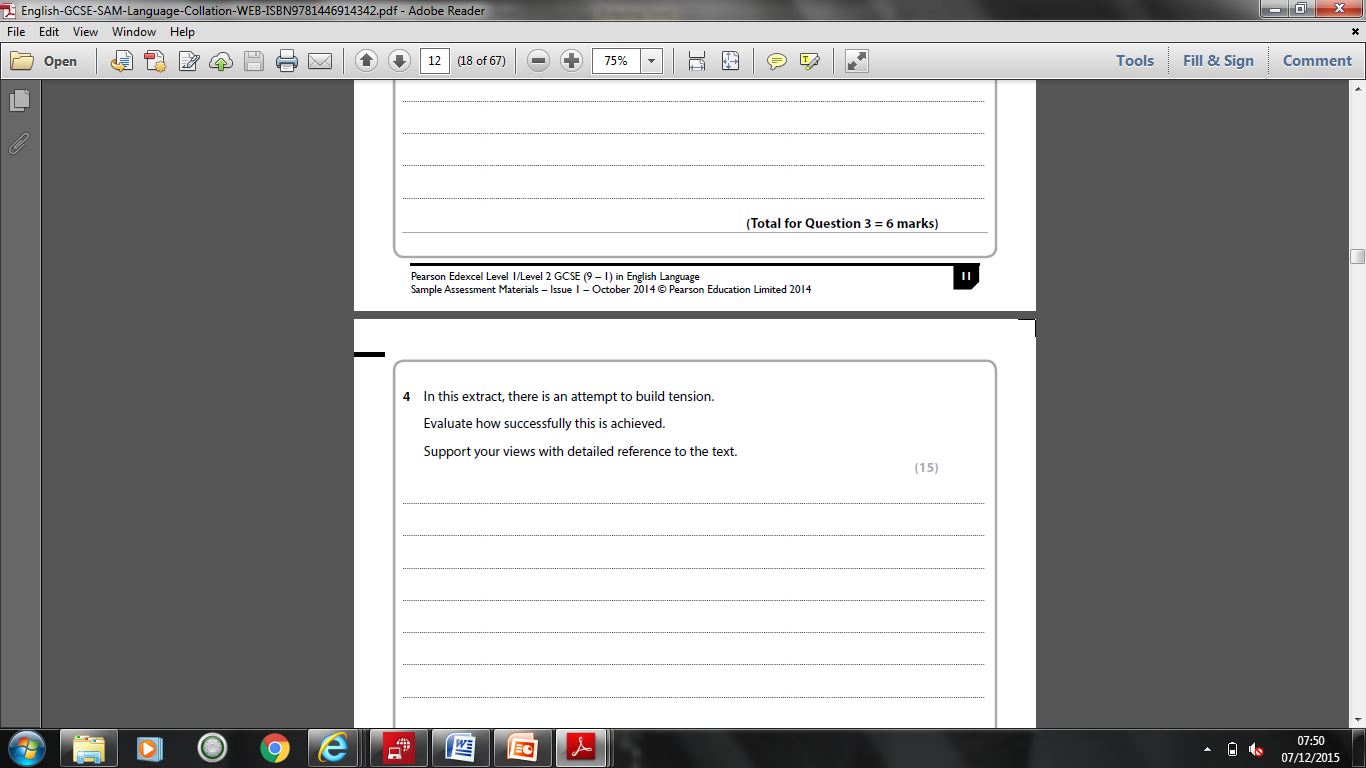 English-GCSE-SAM-Language-Collation-WEB-ISBN9781446914342.pdf - Adobe Reader
File Edit View Window Help
Open 12 (18 of 67) 75% Tools Fill & Sign Comment
(Total for Question 3 = 6 marks)
Pearson Edexcel Level 1/Level 2 GCSE (9 – 1) in English Language
Sample Assessment Materials – Issue 1 – October 2014 © Pearson Education Limited 2014
11
4 In this extract, there is an attempt to build tension.
Evaluate how successfully this is achieved.
Support your views with detailed reference to the text.
(15)
07:50
07/12/2015